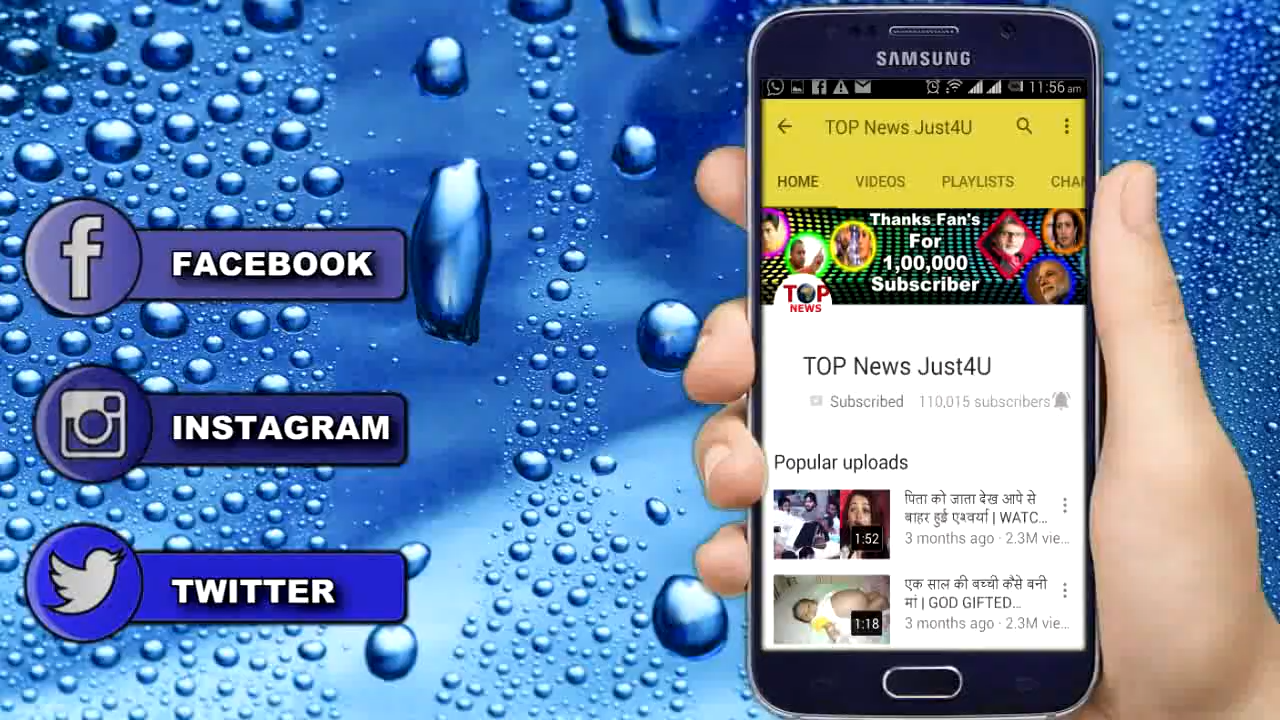 FACEBOOK
INSTAGRAM
TWITTER
SAMSUNG
11:56 am
TOP News Just4U
HOME VIDEOS PLAYLISTS CHAN
Thanks Fan's
For
1,00,000
Subscriber
TOP
NEWS
TOP News Just4U
Subscribed 110,015 subscribers
Popular uploads
पिता को जाता देख आपे से
बाहर हुई एश्वर्या | WATC...
3 months ago · 2.3M vie...
1:52
एक साल की बच्ची कैसे बनी
मां | GOD GIFTED...
3 months ago · 2.3M vie...
1:18